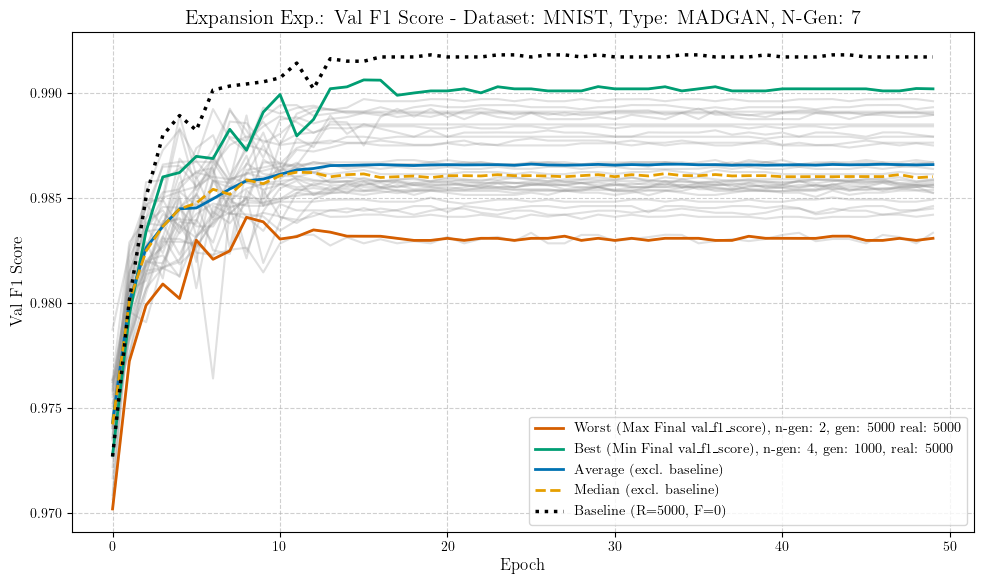 Expansion Exp.: Val F1 Score - Dataset: MNIST, Type: MADGAN, N-Gen: 7
Val F1 Score
0.990
0.985
0.980
0.975
0.970
Worst (Max Final val_f1_score), n-gen: 2, gen: 5000 real: 5000
Best (Min Final val_f1_score), n-gen: 4, gen: 1000, real: 5000
Average (excl. baseline)
Median (excl. baseline)
Baseline (R=5000, F=0)
0
10
20
30
40
50
Epoch